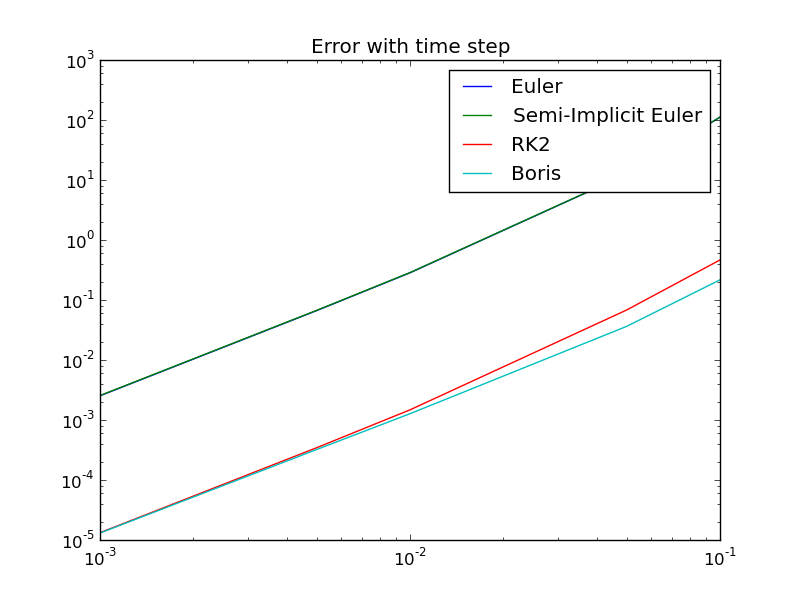 Error with time step
10^3
10^2
10^1
10^0
10^-1
10^-2
10^-3
10^-4
10^-5
Euler
Semi-Implicit Euler
RK2
Boris
10^-3
10^-2
10^-1